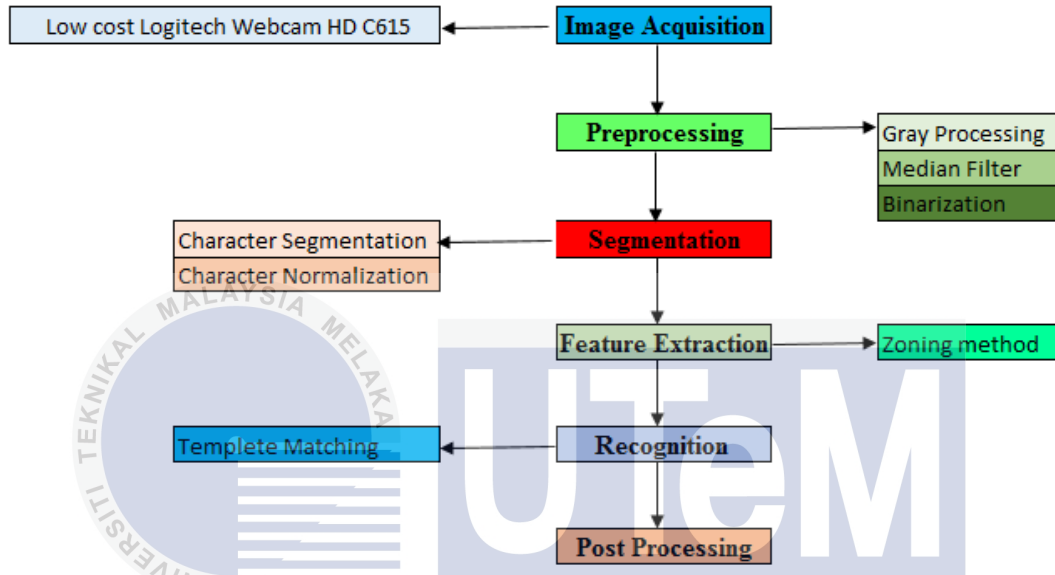 Low cost Logitech Webcam HD C615
Image Acquisition
Preprocessing
Gray Processing
Median Filter
Binarization
Character Segmentation
Character Normalization
Segmentation
Feature Extraction
Zoning method
Templete Matching
Recognition
Post Processing
UNIVERSITI TEKNIKAL MALAYSIA MELAKA
UTeM